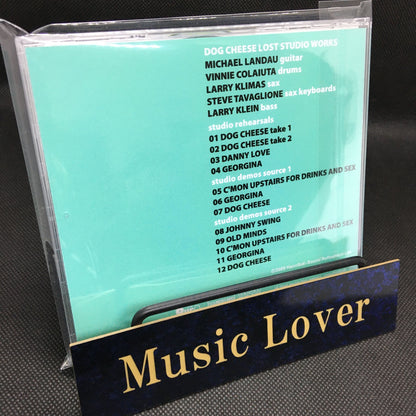 DOG CHEESE LOST STUDIO WORKS
MICHAEL LANDAU guitar
VINNIE COLAIUTA drums
LARRY KLIMAS sax
STEVE TAVAGLIONE sax keyboards
LARRY KLEIN bass
studio rehearsals
01 DOG CHEESE take 1
02 DOG CHEESE take 2
03 DANNY LOVE
04 GEORGINA
studio demos source 1
05 C'MON UPSTAIRS FOR DRINKS AND SEX
06 GEORGINA
07 DOG CHEESE
studio demos source 2
08 JOHNNY SWING
09 OLD MINDS
10 C'MON UPSTAIRS FOR DRINKS AND SEX
11 GEORGINA
12 DOG CHEESE
Music Lover